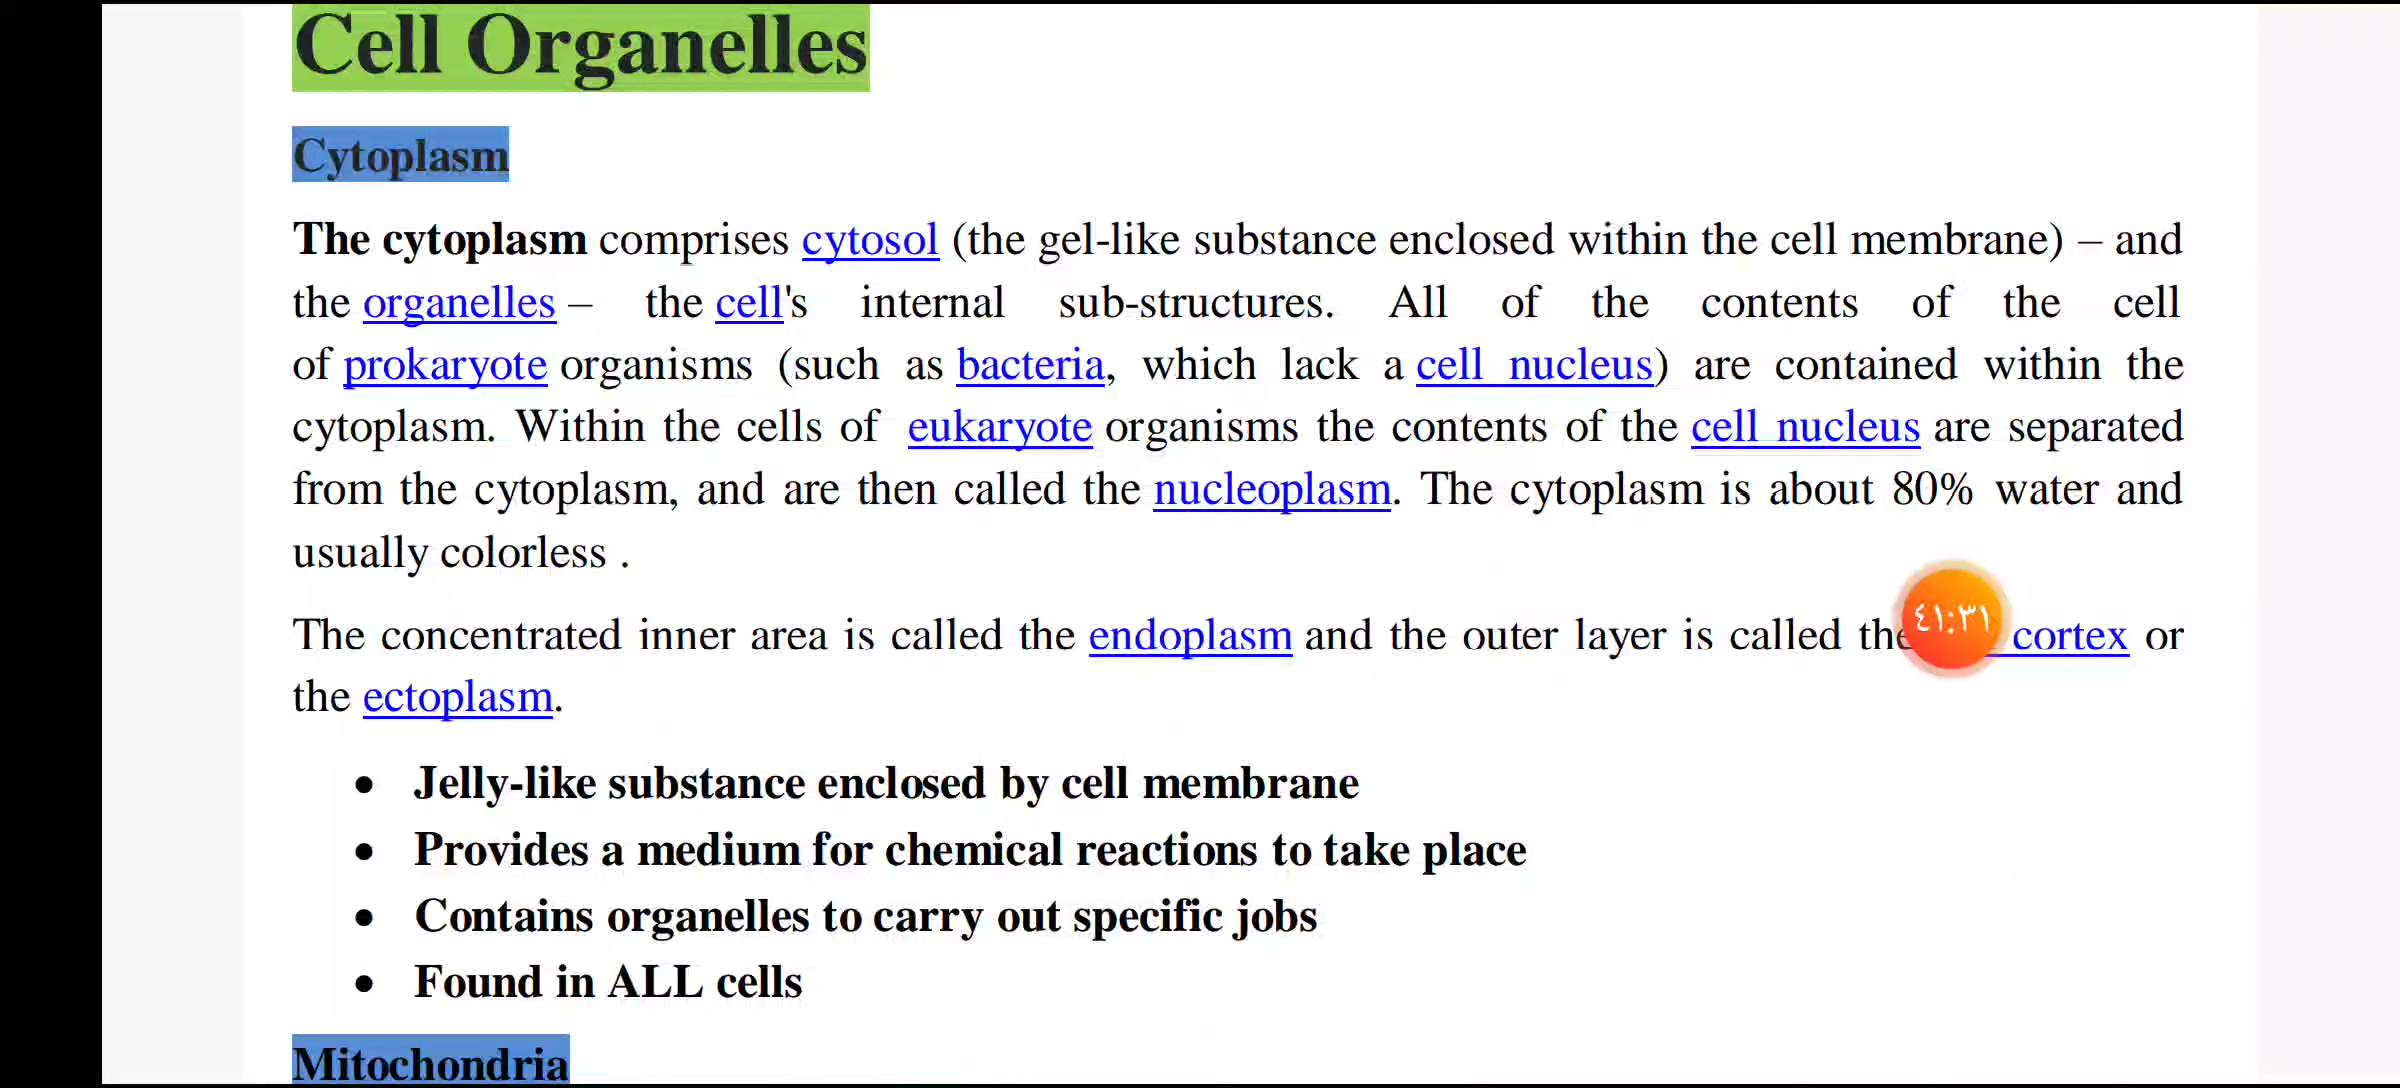 Cell Organelles
Cytoplasm
The cytoplasm comprises cytosol (the gel-like substance enclosed within the cell membrane) – and
the organelles – the cell's internal sub-structures. All of the contents of the cell
of prokaryote organisms (such as bacteria, which lack a cell nucleus) are contained within the
cytoplasm. Within the cells of eukaryote organisms the contents of the cell nucleus are separated
from the cytoplasm, and are then called the nucleoplasm. The cytoplasm is about 80% water and
usually colorless .
The concentrated inner area is called the endoplasm and the outer layer is called the cortex or
٤١:٣١
the ectoplasm.
• Jelly-like substance enclosed by cell membrane
• Provides a medium for chemical reactions to take place
• Contains organelles to carry out specific jobs
• Found in ALL cells
Mitochondria